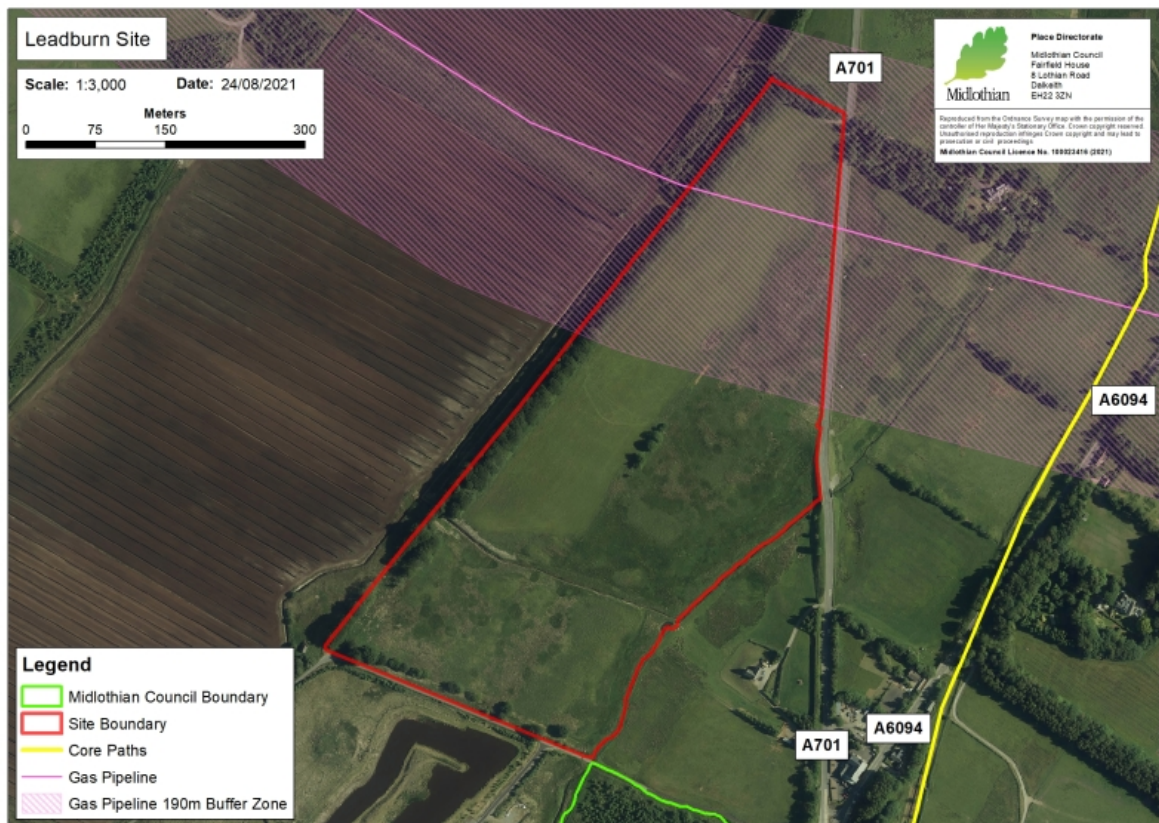 Leadburn Site
Scale: 1:3,000 Date: 24/08/2021
Meters
0 75 150 300
A701
Midlothian
Place Directorate
Midlothian Council
Fairfield House
8 Lothian Road
Dalkeith
EH22 3ZN
Reproduced from the Ordnance Survey map with the permission of the
controller of Her Majesty's Stationary Office. Crown copyright reserved.
Unauthorised reproduction infringes Crown copyright and may lead to
prosecution or civil proceedings.
Midlothian Council Licence No. 100023416 (2021)
A6094
A6094
A701
Legend
Midlothian Council Boundary
Site Boundary
Core Paths
Gas Pipeline
Gas Pipeline 190m Buffer Zone